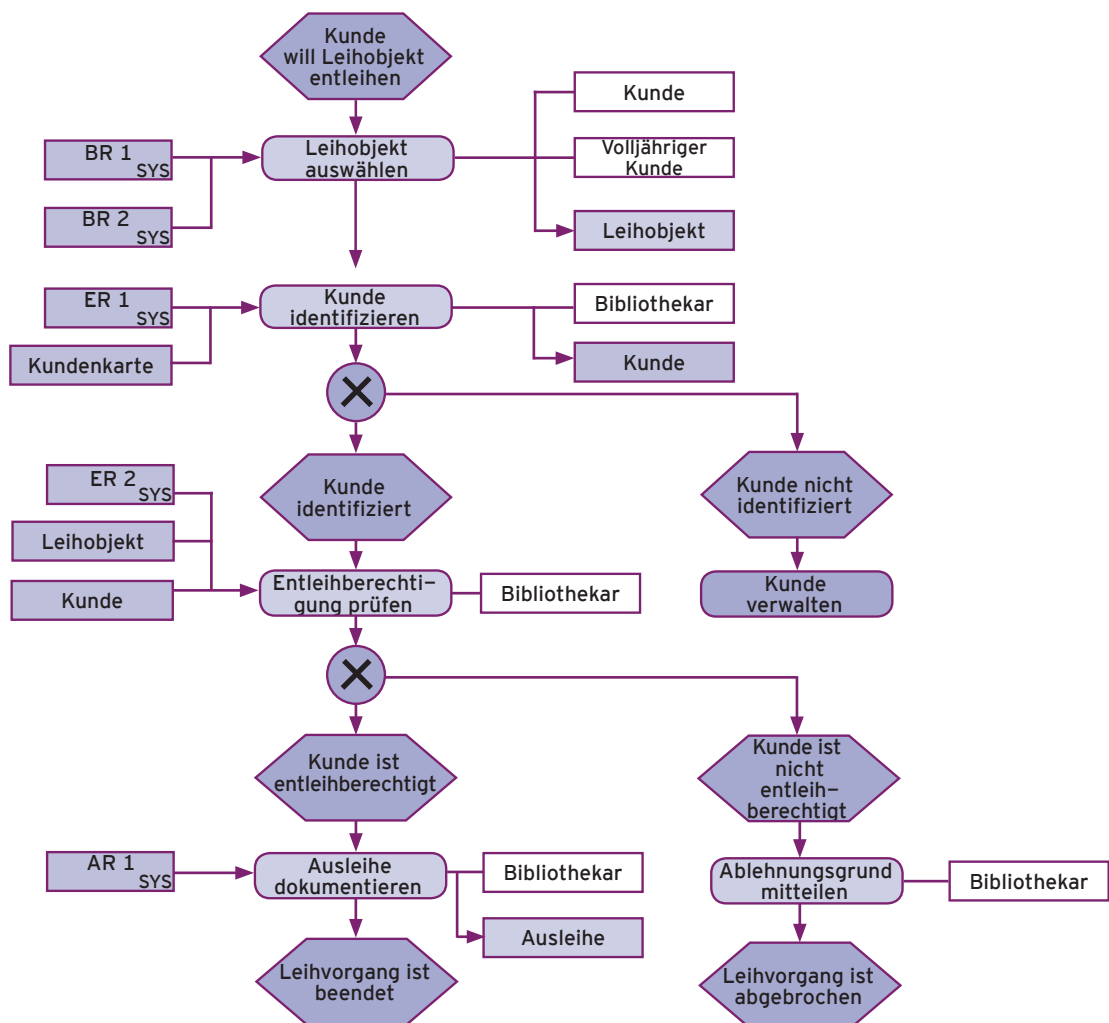 Kunde
will Leihobjekt
entleihen
Kunde
BR 1
SYS
Leihobjekt
auswählen
Volljähriger
Kunde
BR 2
SYS
Leihobjekt
ER 1
SYS
Kunde
identifizieren
Bibliothekar
Kundenkarte
Kunde
ER 2
SYS
Kunde
identifiziert
Kunde nicht
identifiziert
Leihobjekt
Kunde
Entleihberechti-
gung prüfen
Bibliothekar
Kunde
verwalten
Kunde ist
entleihberechtigt
Kunde ist
nicht
entleih-
berechtigt
AR 1
SYS
Ausleihe
dokumentieren
Bibliothekar
Ablehnungsgrund
mitteilen
Bibliothekar
Ausleihe
Leihvorgang ist
beendet
Leihvorgang ist
abgebrochen